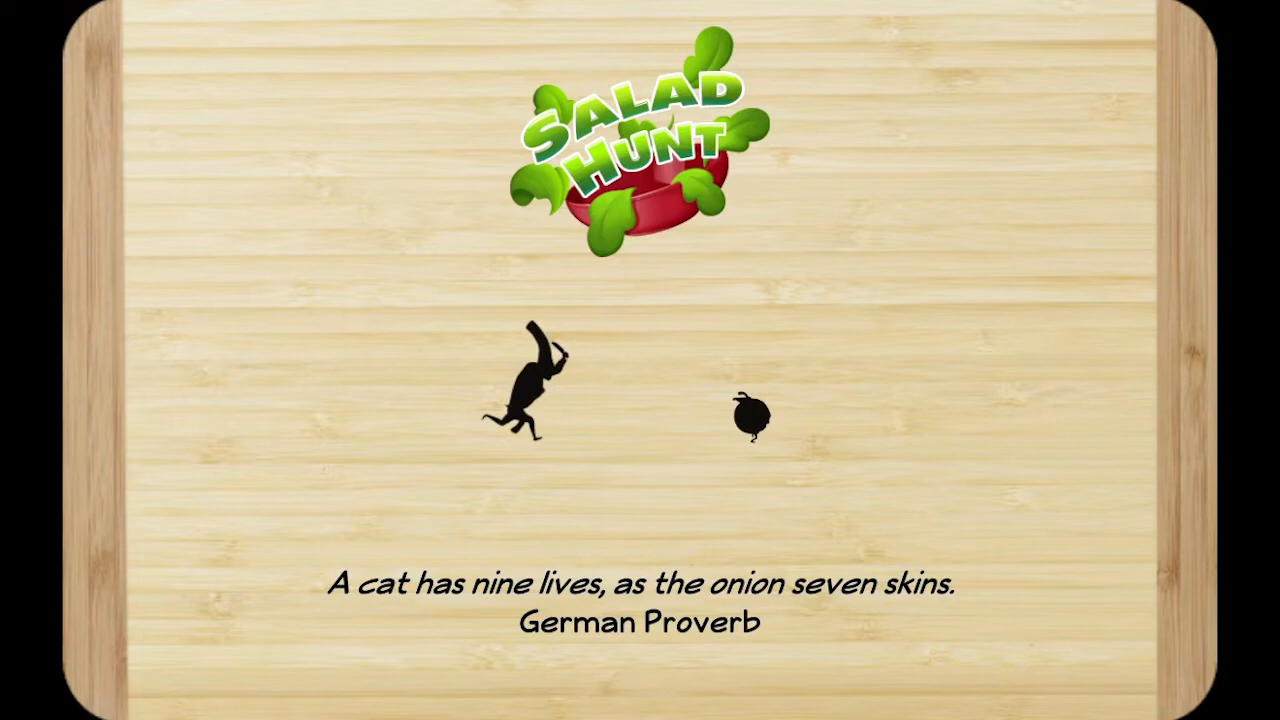 SALAD
HUNT
A cat has nine lives, as the onion seven skins.
German Proverb